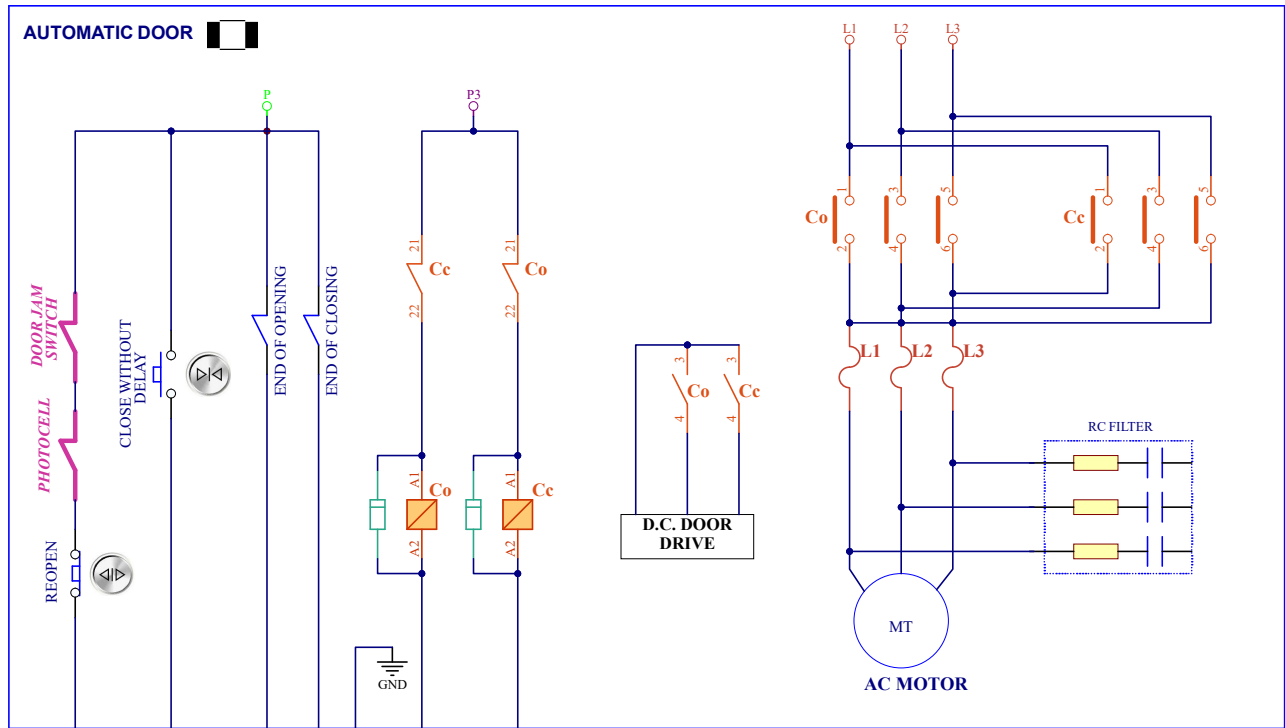 AUTOMATIC DOOR
P
P3
L1
L2
L3
DOOR JAM
SWITCH
PHOTOCELL
REOPEN
CLOSE WITHOUT
DELAY
END OF OPENING
END OF CLOSING
21
Cc
22
21
Co
22
A1
Co
A2
A1
Cc
A2
GND
3
Co
4
3
Cc
4
D.C. DOOR
DRIVE
Co
1
2
3
4
5
6
Cc
1
2
3
4
5
6
L1
L2
L3
RC FILTER
MT
AC MOTOR